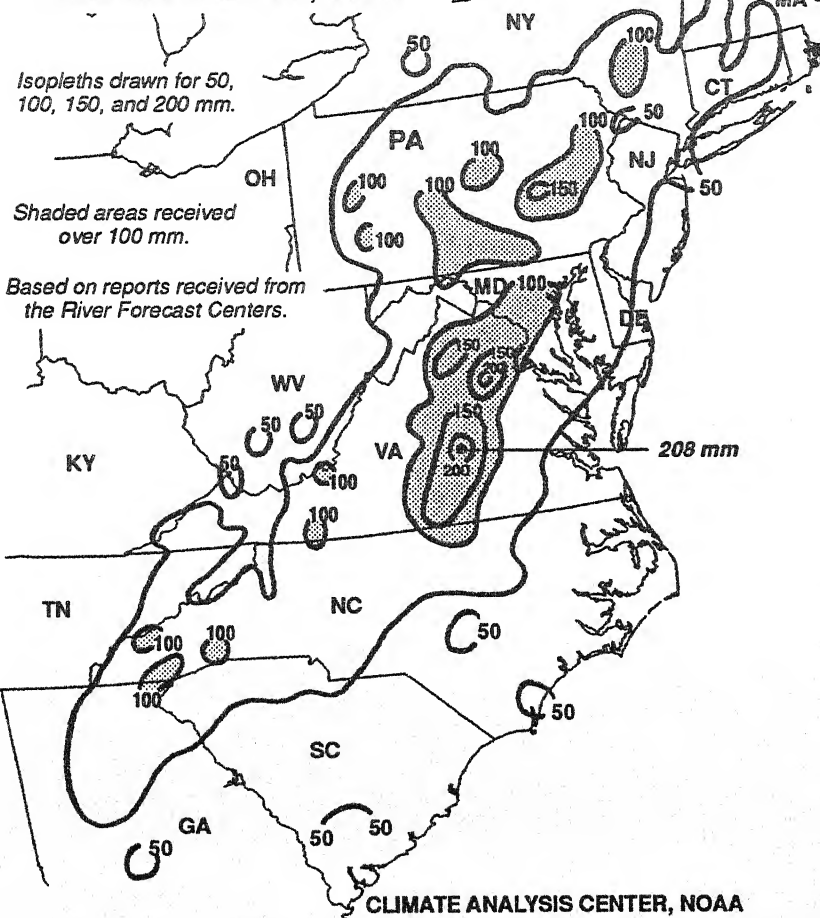 MA
NY
50
100
Isopleths drawn for 50,
100, 150, and 200 mm.
CT
50
100
PA
100
NJ
OH
100
100
150
50
Shaded areas received
over 100 mm.
100
Based on reports received from
the River Forecast Centers.
MD
100
DE
150
150
200
WV
50
50
150
VA
208 mm
KY
50
200
100
100
TN
NC
50
100
100
100
50
SC
GA
50
50
50
CLIMATE ANALYSIS CENTER, NOAA